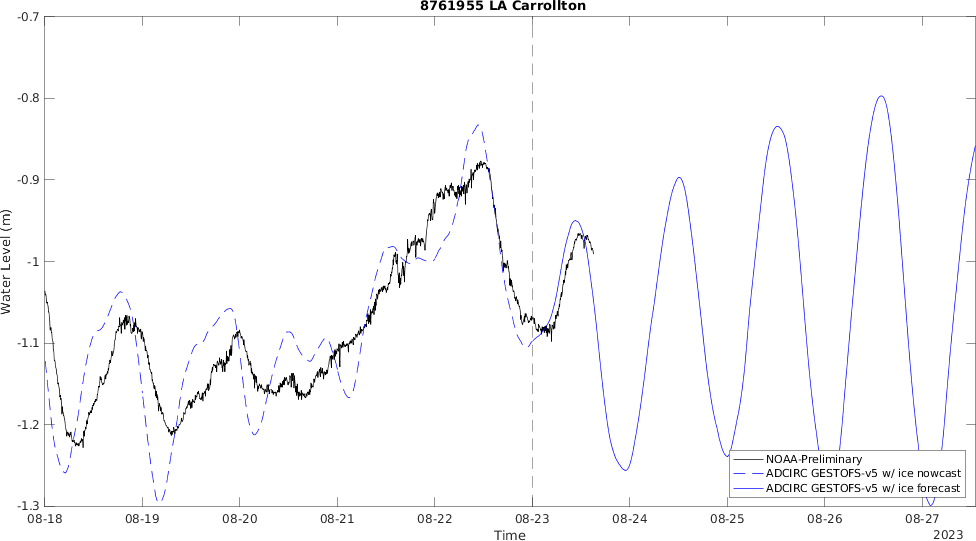 8761955 LA Carrollton
-0.7
-0.8
-0.9
-1
-1.1
-1.2
-1.3
Water Level (m)
NOAA-Preliminary
ADCIRC GESTOFS-v5 w/ ice nowcast
ADCIRC GESTOFS-v5 w/ ice forecast
08-18 08-19 08-20 08-21 08-22 08-23 08-24 08-25 08-26 08-27
Time
2023